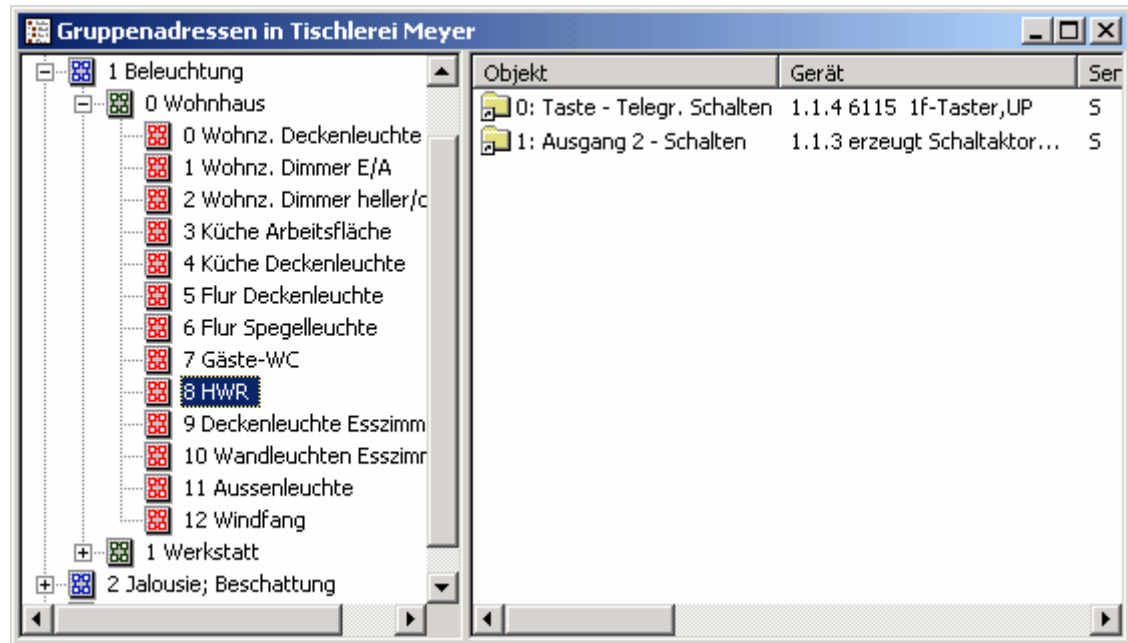 Gruppenadressen in Tischlerei Meyer
1 Beleuchtung
0 Wohnhaus
0 Wohnz. Deckenleuchte
1 Wohnz. Dimmer E/A
2 Wohnz. Dimmer heller/d
3 Küche Arbeitsfläche
4 Küche Deckenleuchte
5 Flur Deckenleuchte
6 Flur Spegelleuchte
7 Gäste-WC
8 HWR
9 Deckenleuchte Esszimm
10 Wandleuchten Esszimm
11 Aussenleuchte
12 Windfang
1 Werkstatt
2 Jalousie; Beschattung
Objekt Gerät Ser
0: Taste - Telegr. Schalten 1.1.4 6115 1f-Taster,UP S
1: Ausgang 2 - Schalten 1.1.3 erzeugt Schaltaktor... S